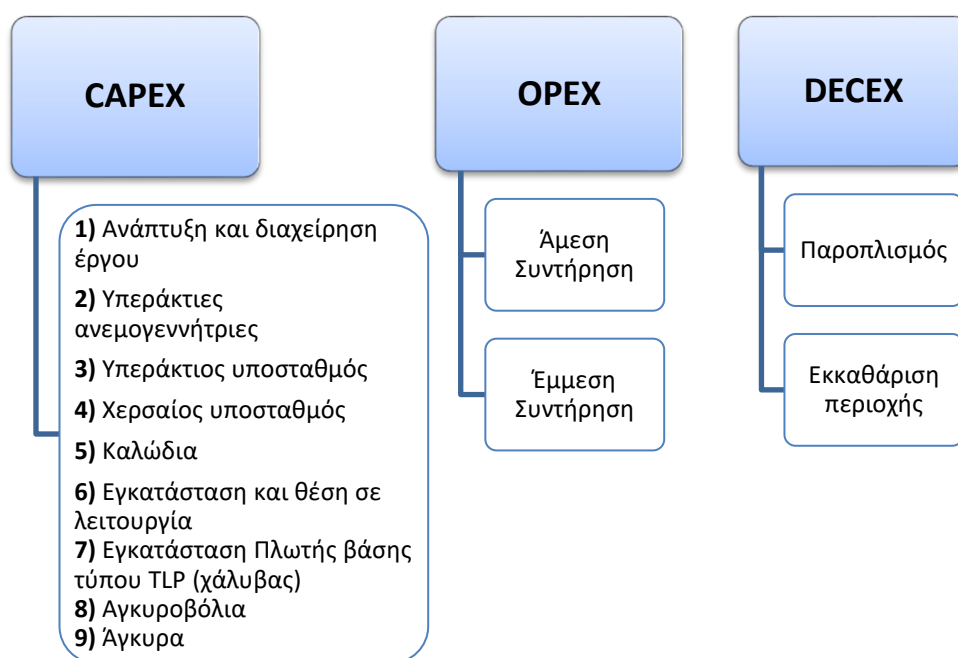 CAPEX
1) Ανάπτυξη και διαχείρηση
έργου
2) Υπεράκτιες
ανεμογεννήτριες
3) Υπεράκτιος υποσταθμός
4) Χερσαίος υποσταθμός
5) Καλώδια
6) Εγκατάσταση και θέση σε
λειτουργία
7) Εγκατάσταση Πλωτής βάσης
τύπου TLP (χάλυβας)
8) Αγκυροβόλια
9) Άγκυρα
OPEX
Άμεση
Συντήρηση
Έμμεση
Συντήρηση
DECEX
Παροπλισμός
Εκκαθάριση
περιοχής